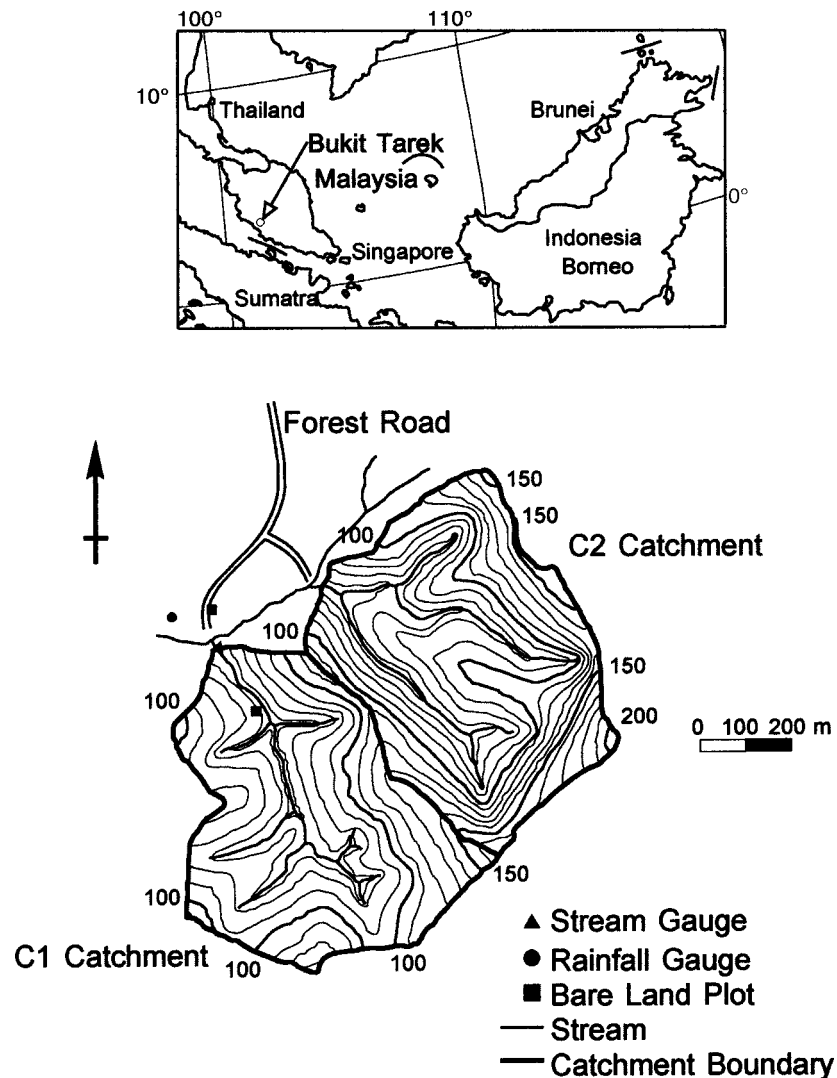 100° 110°
10°
Thailand Brunei
Bukit Tarek
Malaysia
0°
Singapore Indonesia
Borneo
Sumatra
Forest Road
150
150
100
C2 Catchment
100
150
100
200
0 100 200 m
150
100
C1 Catchment
100 100
Stream Gauge
Rainfall Gauge
Bare Land Plot
Stream
Catchment Boundary